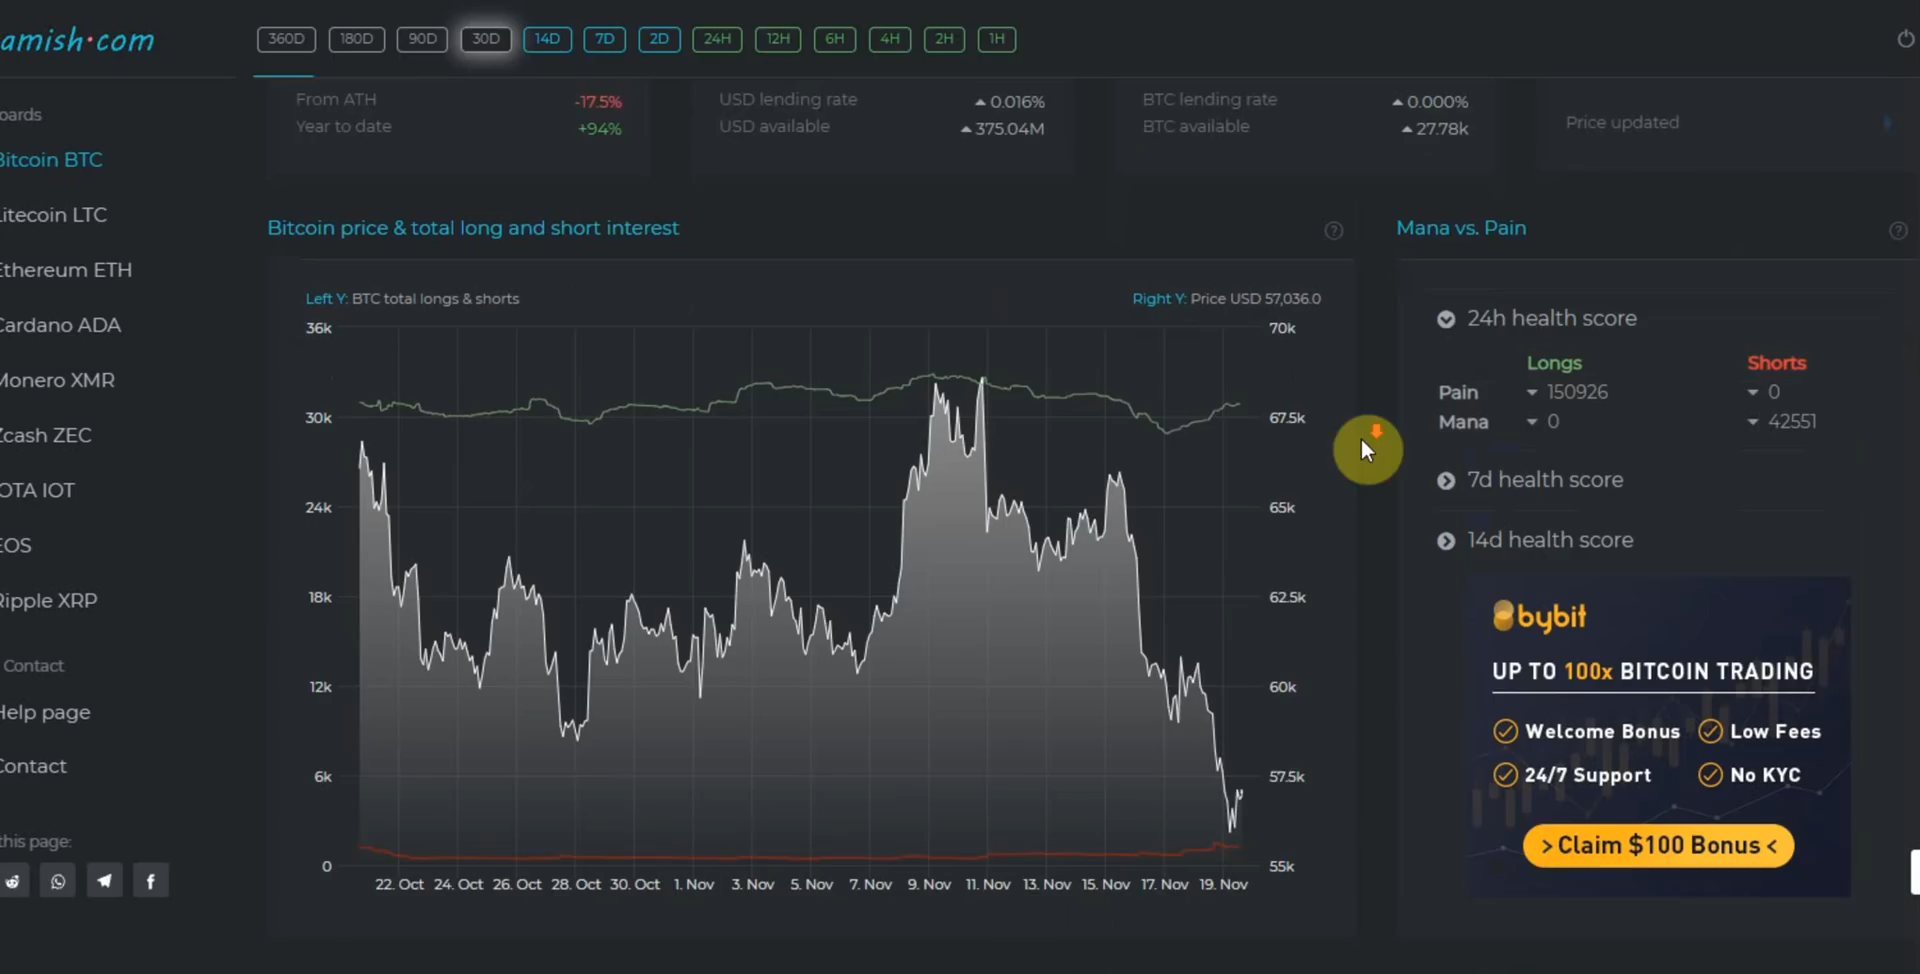 amish·com
360D 180D 90D 30D 14D 7D 2D 24H 12H 6H 4H 2H 1H
oards
Bitcoin BTC
Litecoin LTC
Ethereum ETH
Cardano ADA
Monero XMR
Zcash ZEC
IOTA IOT
EOS
Ripple XRP
Contact
Help page
Contact
this page:
From ATH -17.5%
Year to date +94%
USD lending rate 0.016%
USD available 375.04M
BTC lending rate 0.000%
BTC available 27.78k
Price updated
Bitcoin price & total long and short interest
Left Y: BTC total longs & shorts
Right Y: Price USD 57,036.0
36k
30k
24k
18k
12k
6k
0
70k
67.5k
65k
62.5k
60k
57.5k
55k
22. Oct 24. Oct 26. Oct 28. Oct 30. Oct 1. Nov 3. Nov 5. Nov 7. Nov 9. Nov 11. Nov 13. Nov 15. Nov 17. Nov 19. Nov
Mana vs. Pain
24h health score
Longs Shorts
Pain 150926 0
Mana 0 42551
7d health score
14d health score
bybit
UP TO 100x BITCOIN TRADING
Welcome Bonus Low Fees
24/7 Support No KYC
> Claim $100 Bonus <